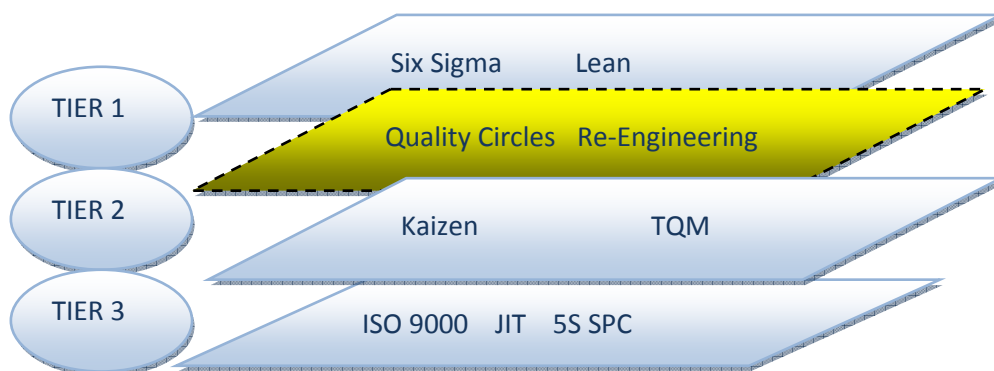 Six Sigma Lean
TIER 1
Quality Circles Re-Engineering
TIER 2
Kaizen TQM
TIER 3
ISO 9000 JIT 5S SPC